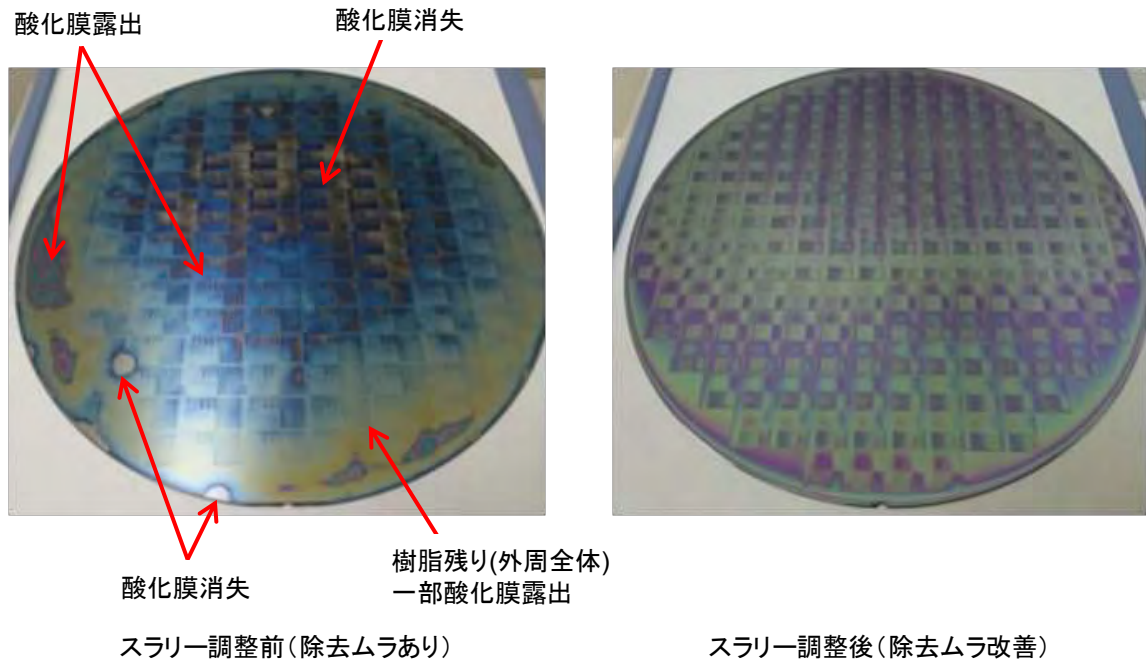 酸化膜露出
酸化膜消失
酸化膜消失
樹脂残り(外周全体)
一部酸化膜露出
スラリー調整前(除去ムラあり)
スラリー調整後(除去ムラ改善)